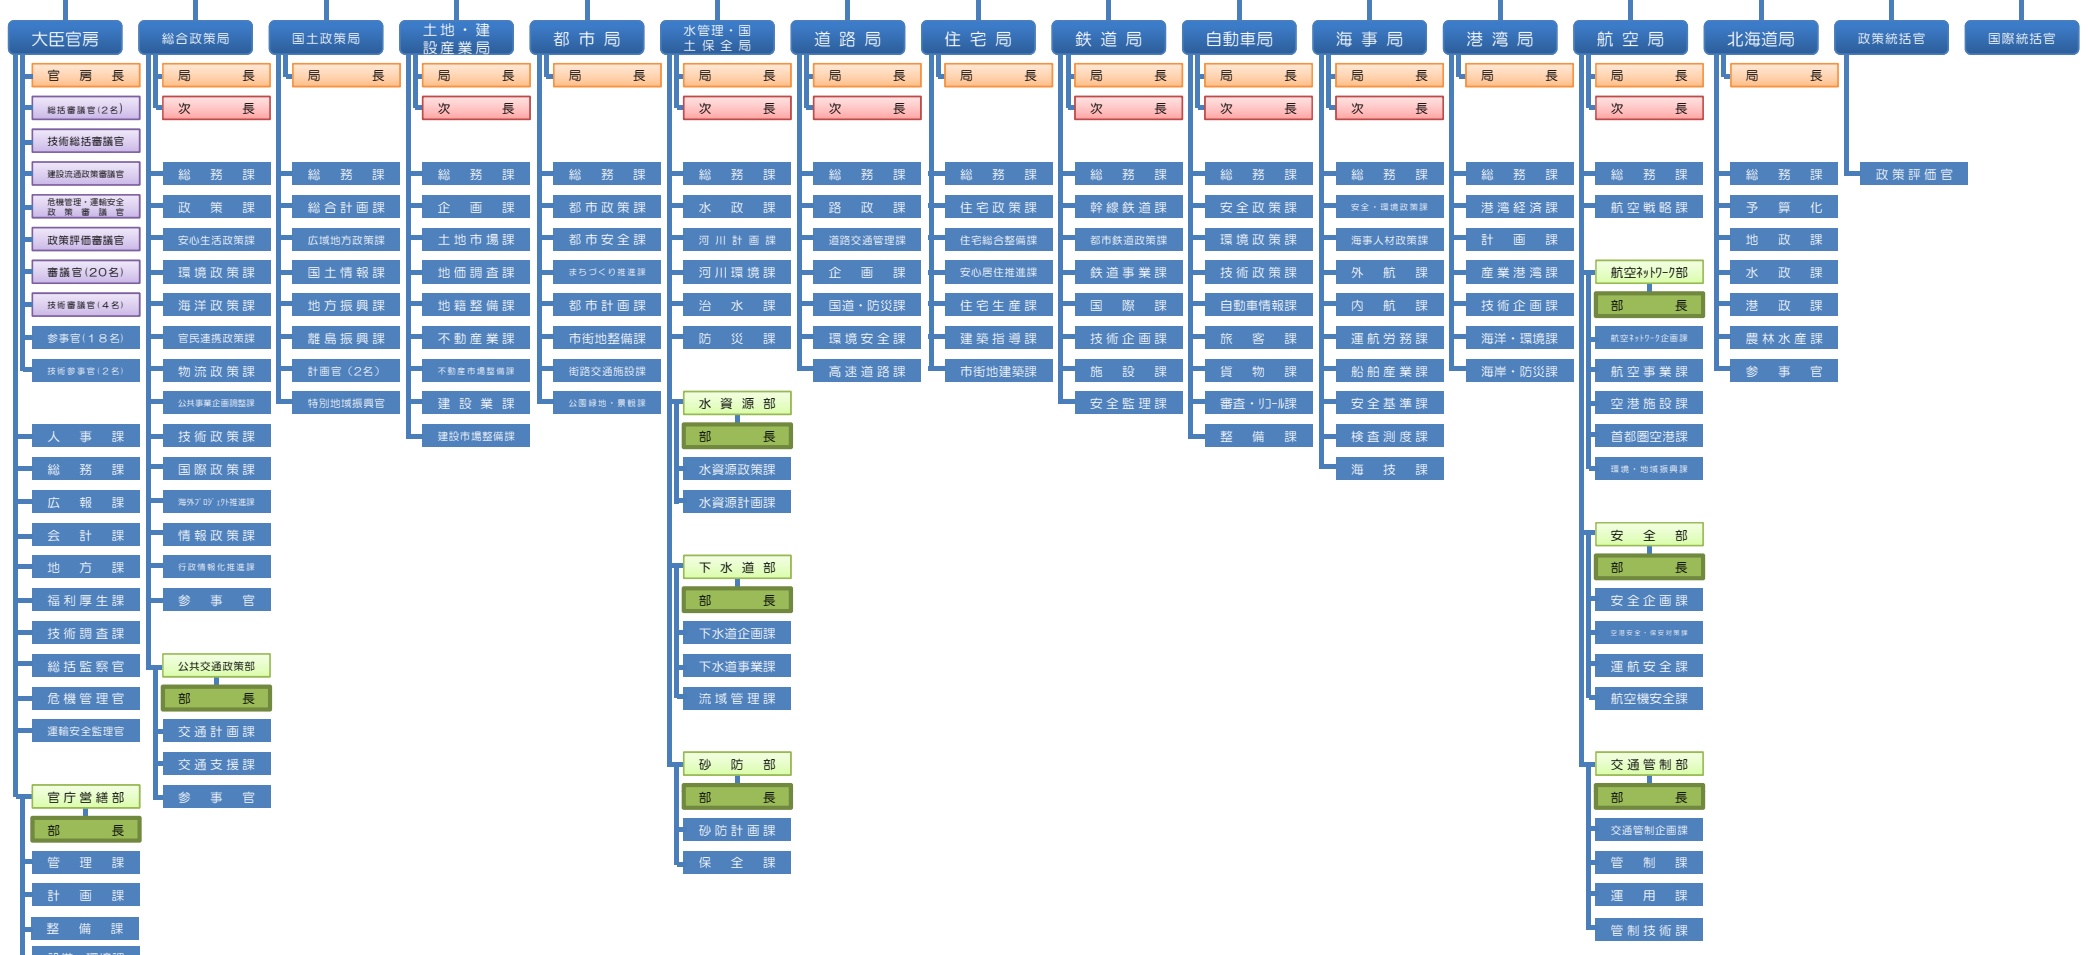 大臣官房
官房長
総括審議官(2名)
技術総括審議官
建設流通政策審議官
危機管理・運輸安全
政策審議官
政策評価審議官
審議官(20名)
技術審議官(4名)
参事官(18名)
技術参事官(2名)
人事課
総務課
広報課
会計課
地方課
福利厚生課
技術調査課
総括監察官
危機管理官
運輸安全監理官
官庁営繕部
部長
管理課
計画課
整備課
総合政策局
局長
次長
総務課
政策課
安心生活政策課
環境政策課
海洋政策課
官民連携政策課
物流政策課
公共事業企画調整課
技術政策課
国際政策課
海外プロジェクト推進課
情報政策課
行政情報化推進課
参事官
公共交通政策部
部長
交通計画課
交通支援課
参事官
国土政策局
局長
総務課
総合計画課
広域地方政策課
国土情報課
地方振興課
離島振興課
計画官(2名)
特別地域振興官
土地・建
設産業局
局長
次長
総務課
企画課
土地市場課
地価調査課
地籍整備課
不動産業課
不動産市場整備課
建設業課
建設市場整備課
都市局
局長
総務課
都市政策課
都市安全課
まちづくり推進課
都市計画課
市街地整備課
街路交通施設課
公園緑地・景観課
水管理・国
土保全局
局長
次長
総務課
水政課
河川計画課
河川環境課
治水課
防災課
水資源部
部長
水資源政策課
水資源計画課
下水道部
部長
下水道企画課
下水道事業課
流域管理課
砂防部
部長
砂防計画課
保全課
道路局
局長
次長
総務課
路政課
道路交通管理課
企画課
国道・防災課
環境安全課
高速道路課
住宅局
局長
総務課
住宅政策課
住宅総合整備課
安心居住推進課
住宅生産課
建築指導課
市街地建築課
鉄道局
局長
次長
総務課
幹線鉄道課
都市鉄道政策課
鉄道事業課
国際課
技術企画課
施設課
安全監理課
自動車局
局長
次長
総務課
安全政策課
環境政策課
技術政策課
自動車情報課
旅客課
貨物課
審査・リコール課
整備課
海事局
局長
次長
総務課
安全・環境政策課
海事人材政策課
外航課
内航課
運航労務課
船舶産業課
安全基準課
検査測度課
海技課
港湾局
局長
総務課
港湾経済課
計画課
産業港湾課
技術企画課
海洋・環境課
海岸・防災課
航空局
局長
次長
総務課
航空戦略課
航空ネットワーク部
部長
航空ネットワーク企画課
航空事業課
空港施設課
首都圏空港課
環境・地域振興課
安全部
部長
安全企画課
空港安全・保安対策課
運航安全課
航空機安全課
交通管制部
部長
交通管制企画課
管制課
運用課
管制技術課
北海道局
局長
総務課
予算化
地政課
水政課
港政課
農林水産課
参事官
政策統括官
政策評価官
国際統括官